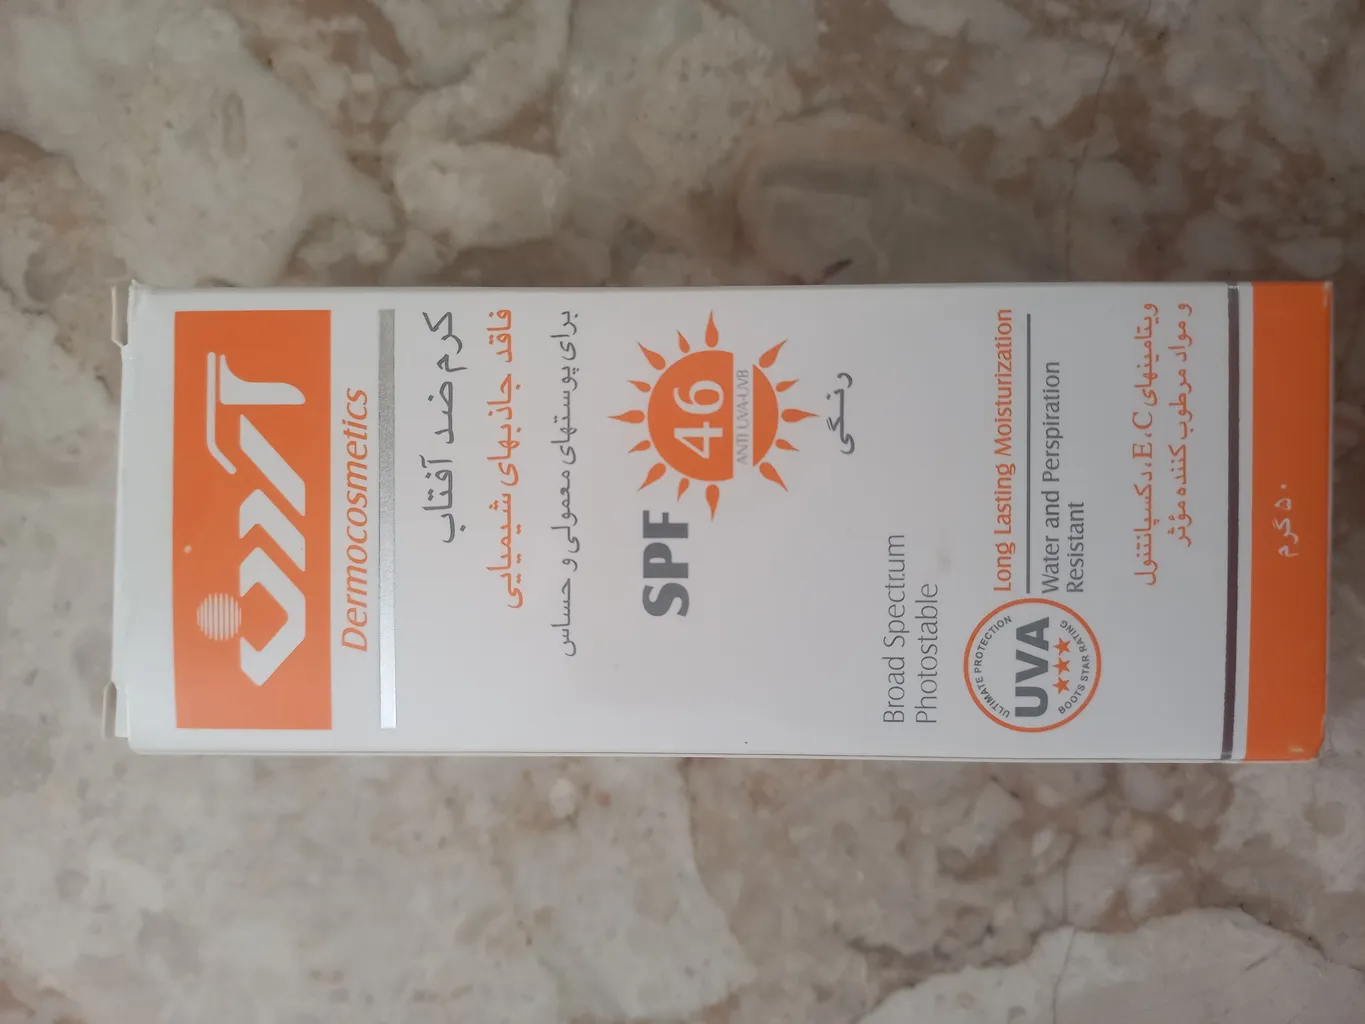 آردن
Dermocosmetics
کرم ضد آفتاب
فاقد جاذبهای شیمیایی
برای پوستهای معمولی و حساس
SPF 46
ANTI UVA-UVB
رنگی
Broad Spectrum
Photostable
ULTIMATE PROTECTION
UVA
BOOTS STAR RATING
Long Lasting Moisturization
Water and Perspiration
Resistant
ویتامینهای E، C، دکسپانتنول
و مواد مرطوب کننده مؤثر
۵۰ گرم